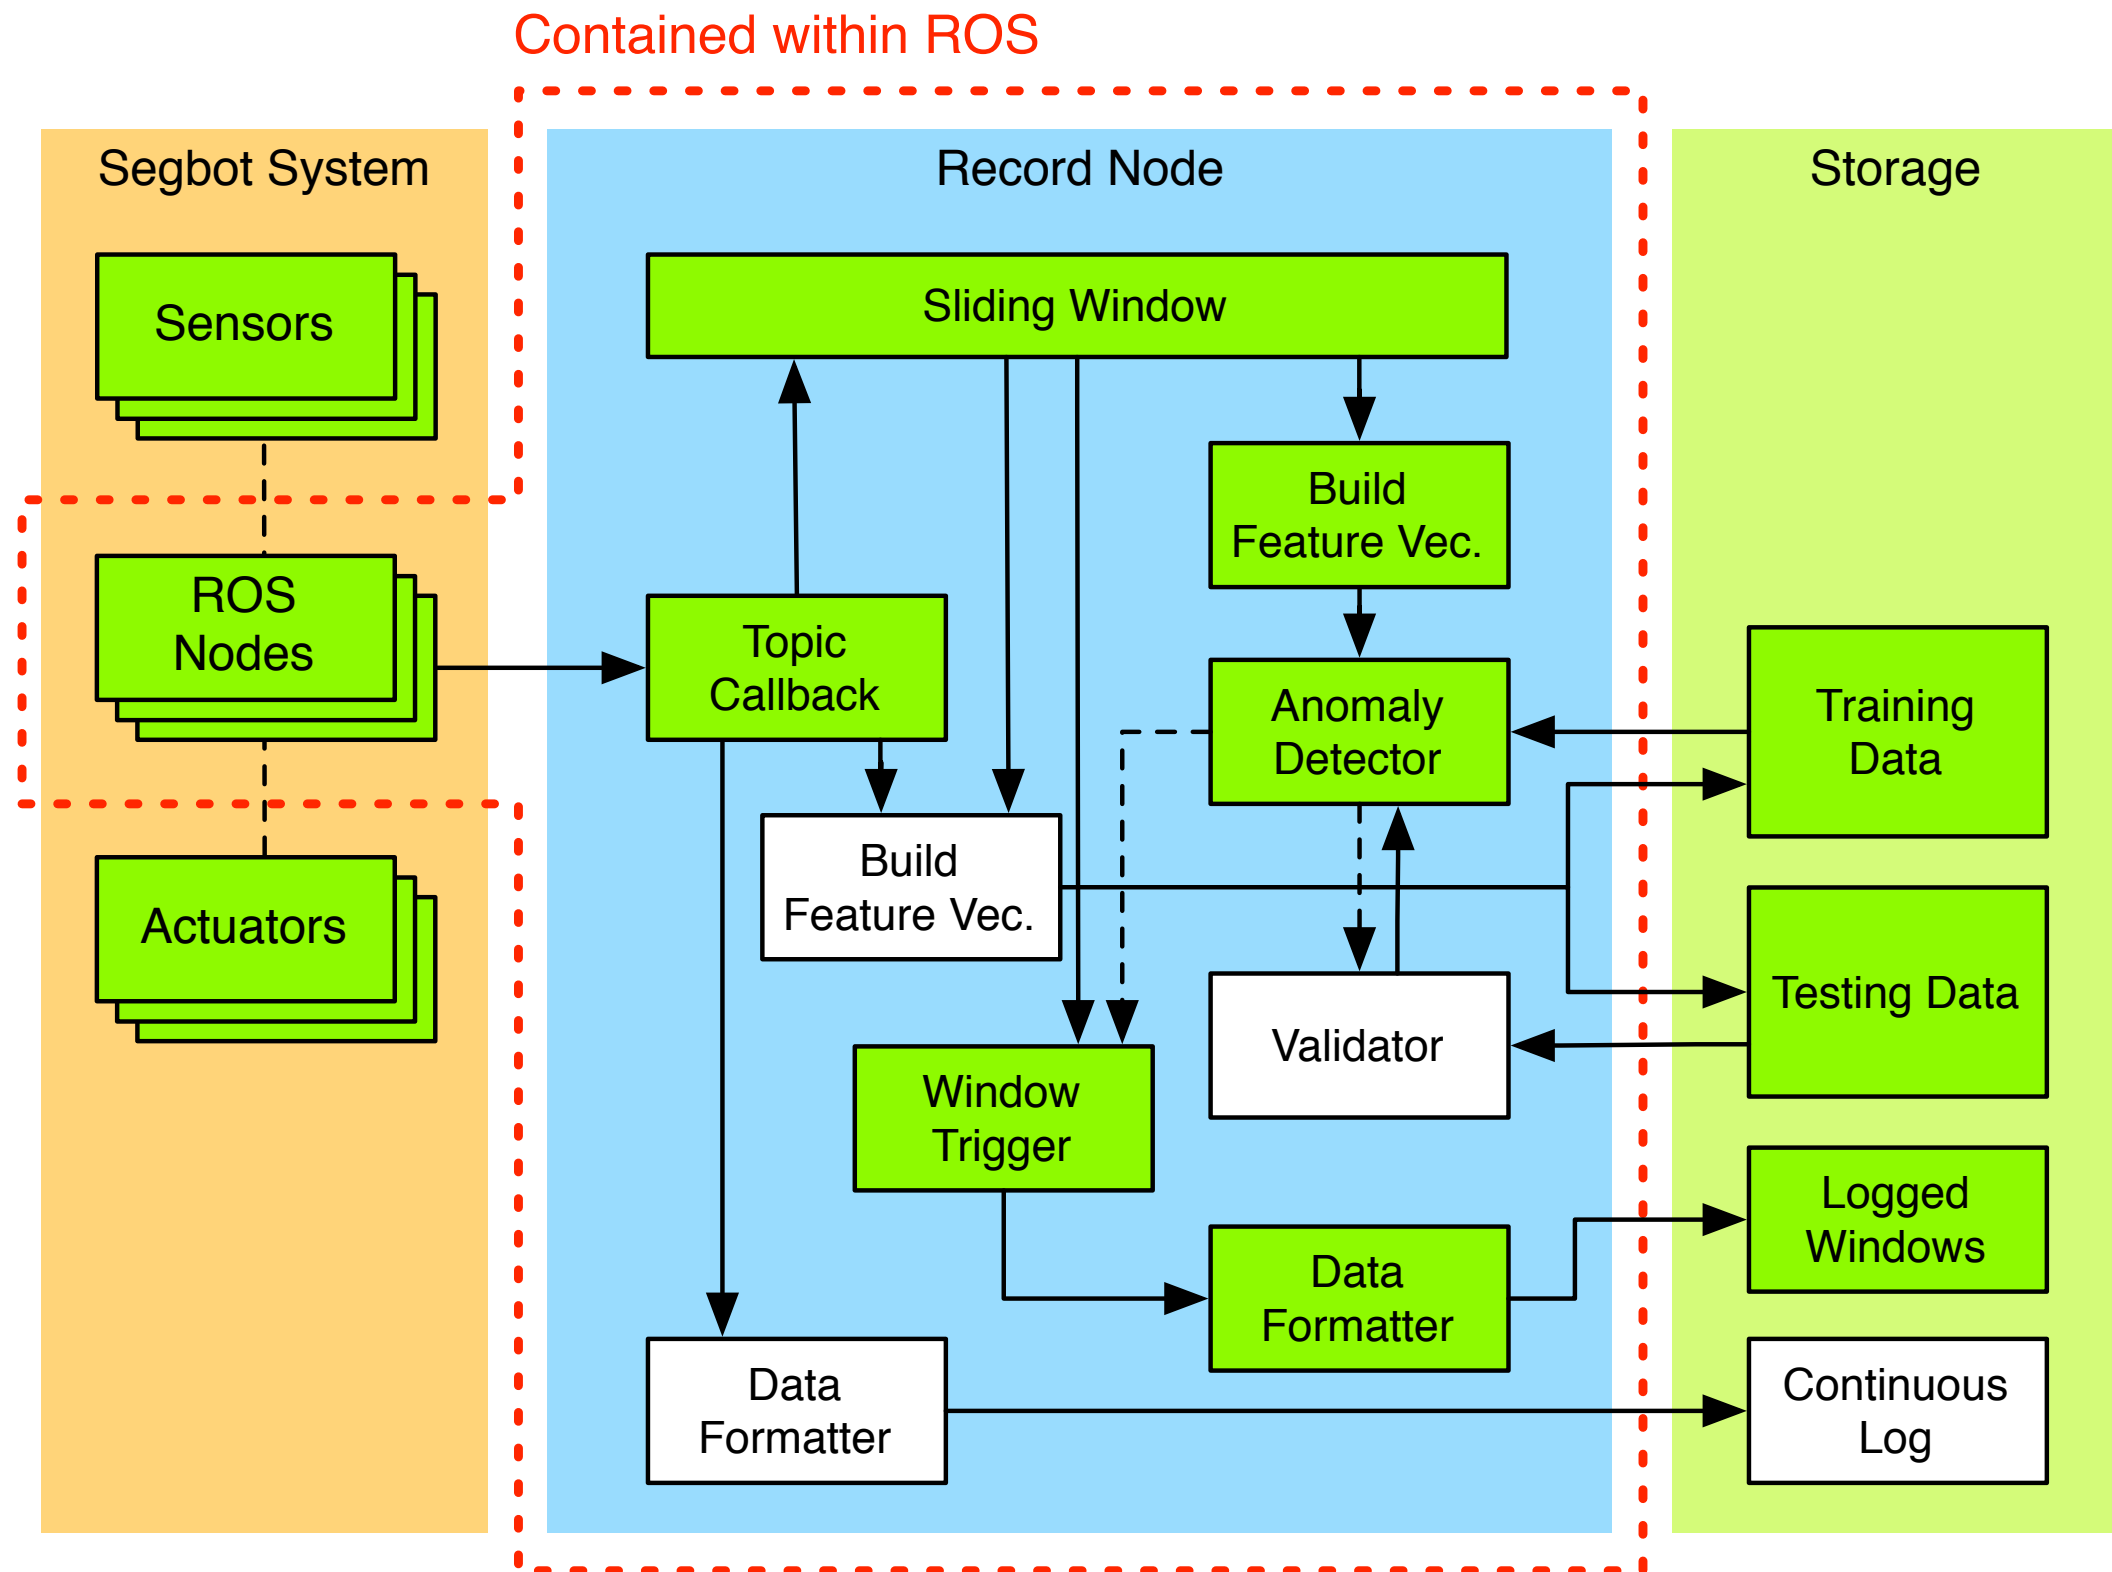 Contained within ROS
Segbot System
Sensors
ROS
Nodes
Actuators
Record Node
Sliding Window
Build
Feature Vec.
Topic
Callback
Anomaly
Detector
Build
Feature Vec.
Validator
Window
Trigger
Data
Formatter
Data
Formatter
Storage
Training
Data
Testing Data
Logged
Windows
Continuous
Log